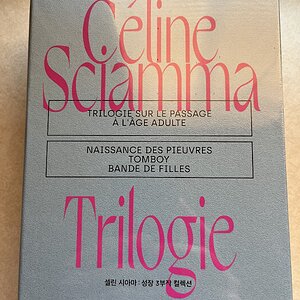 Céline
Sciamma
TRILOGIE SUR LE PASSAGE
À L'ÂGE ADULTE
NAISSANCE DES PIEUVRES
TOMBOY
BANDE DE FILLES
Trilogie
셀린 시아마 : 성장 3부작 컬렉션